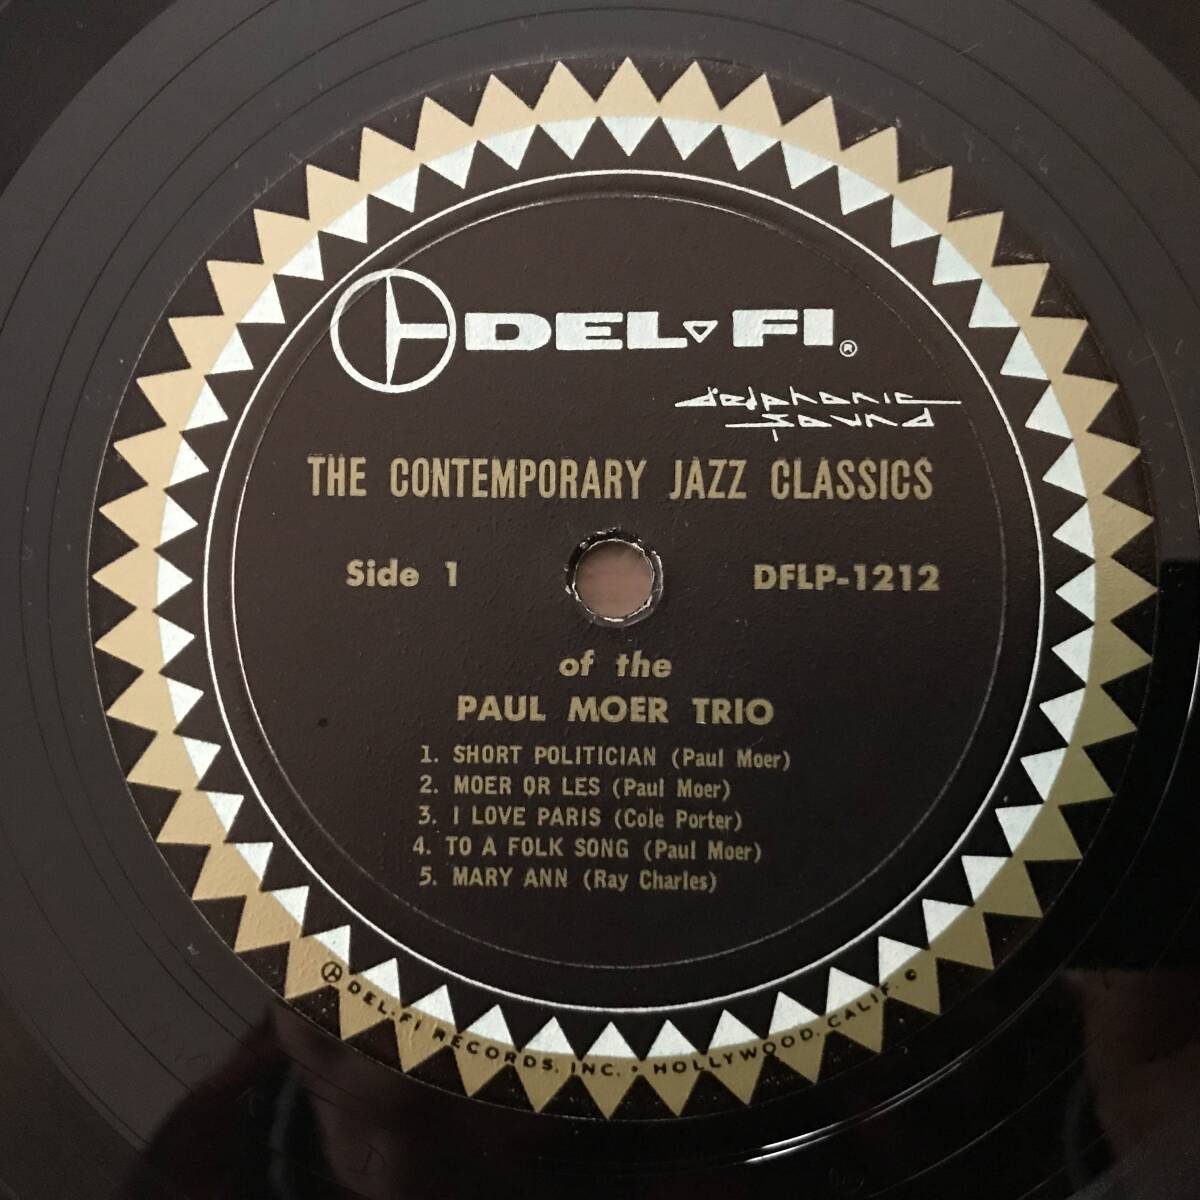 DEL-FI®
delphonic
sound
THE CONTEMPORARY JAZZ CLASSICS
Side 1
DFLP-1212
of the
PAUL MOER TRIO
1. SHORT POLITICIAN (Paul Moer)
2. MOER OR LES (Paul Moer)
3. I LOVE PARIS (Cole Porter)
4. TO A FOLK SONG (Paul Moer)
5. MARY ANN (Ray Charles)
DEL-FI RECORDS, INC. • HOLLYWOOD, CALIF. ©